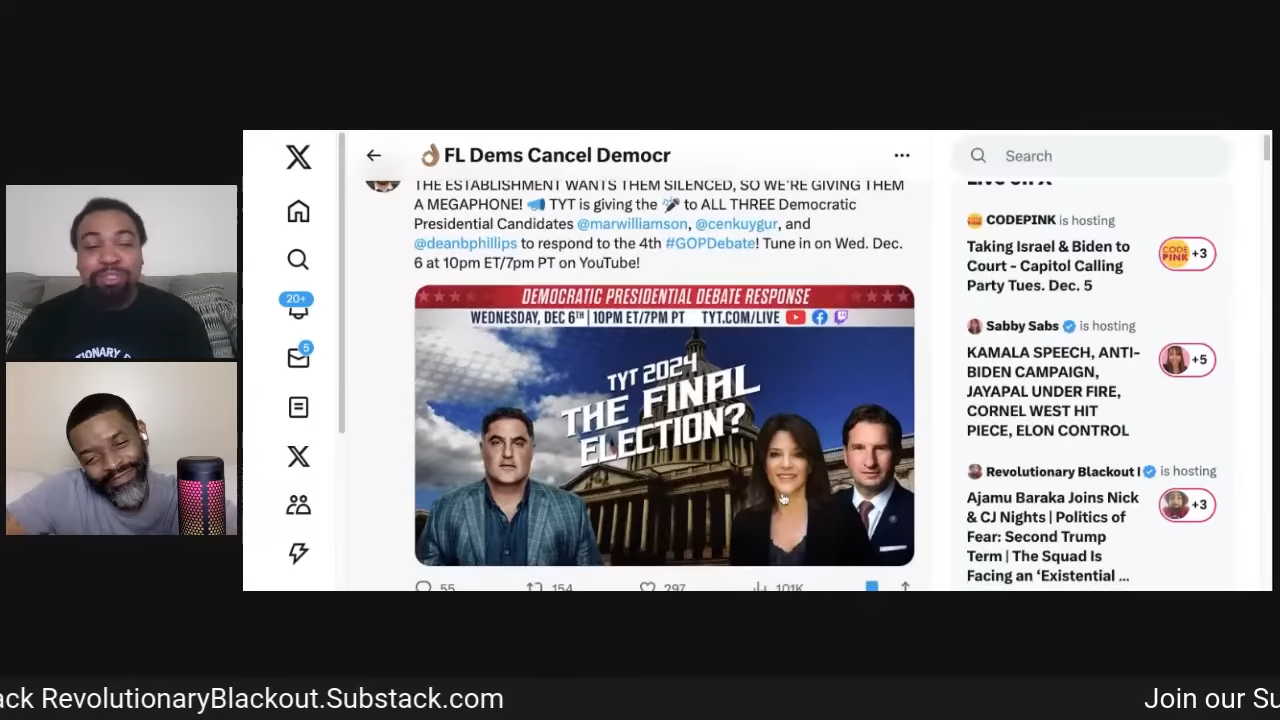 👌🏽 FL Dems Cancel Democr
THE ESTABLISHMENT WANTS THEM SILENCED, SO WE'RE GIVING THEM
A MEGAPHONE! 📣 TYT is giving the 🎤 to ALL THREE Democratic
Presidential Candidates @marwilliamson, @cenkuygur, and
@deanbphillips to respond to the 4th #GOPDebate! Tune in on Wed. Dec.
6 at 10pm ET/7pm PT on YouTube!
DEMOCRATIC PRESIDENTIAL DEBATE RESPONSE
WEDNESDAY, DEC 6TH | 10PM ET/7PM PT TYT.COM/LIVE
TYT 2024
THE FINAL
ELECTION?
55 154 297 101K
20+
5
Search
Live on X
CODEPINK is hosting
Taking Israel & Biden to
Court - Capitol Calling
Party Tues. Dec. 5
CODE
PINK
+3
Sabby Sabs is hosting
KAMALA SPEECH, ANTI-
BIDEN CAMPAIGN,
JAYAPAL UNDER FIRE,
CORNEL WEST HIT
PIECE, ELON CONTROL
+5
Revolutionary Blackout I is hosting
Ajamu Baraka Joins Nick
& CJ Nights | Politics of
Fear: Second Trump
Term | The Squad Is
Facing an 'Existential ...
+3
IONARY
ack RevolutionaryBlackout.Substack.com
Join our Su